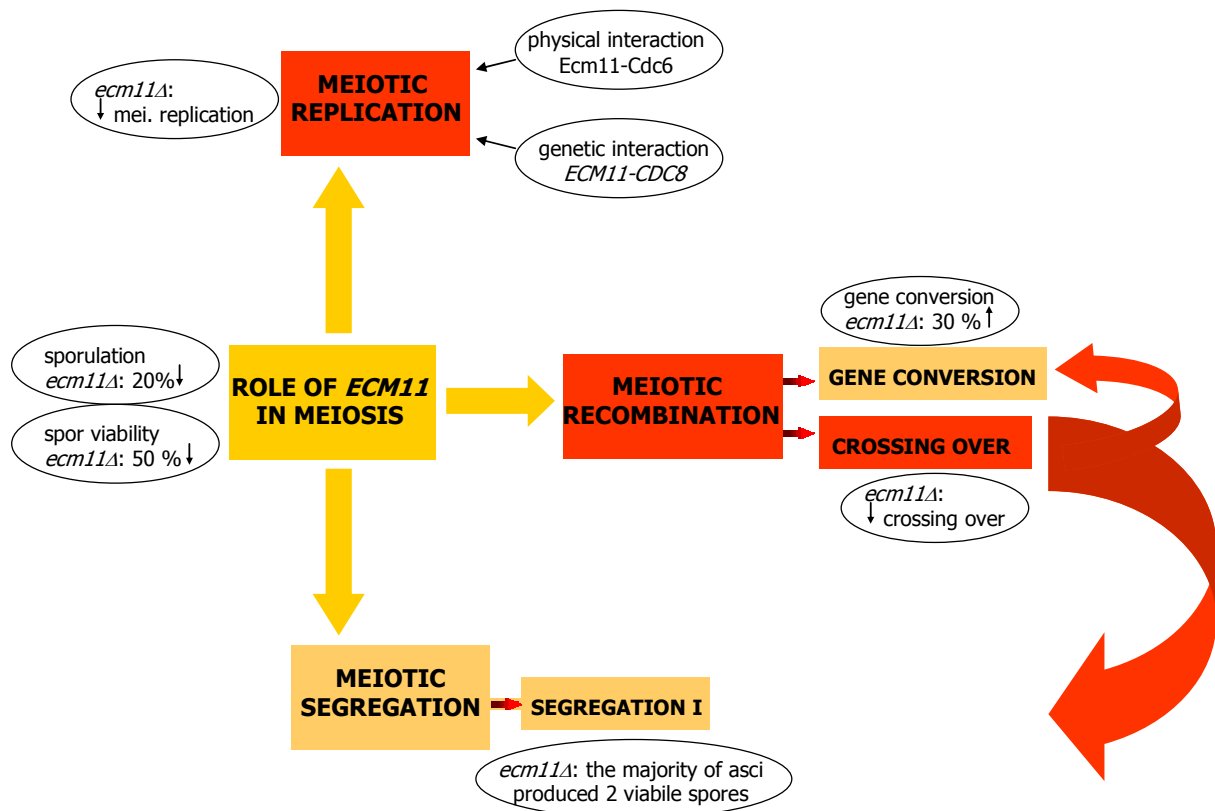 physical interaction
Ecm11-Cdc6
MEIOTIC
REPLICATION
ecm11Δ:
↓ mei. replication
genetic interaction
ECM11-CDC8
gene conversion
ecm11Δ: 30 %↑
sporulation
ecm11Δ: 20%↓
ROLE OF ECM11
IN MEIOSIS
MEIOTIC
RECOMBINATION
GENE CONVERSION
spor viability
ecm11Δ: 50 %↓
CROSSING OVER
ecm11Δ:
↓ crossing over
MEIOTIC
SEGREGATION
SEGREGATION I
ecm11Δ: the majority of asci
produced 2 viabile spores